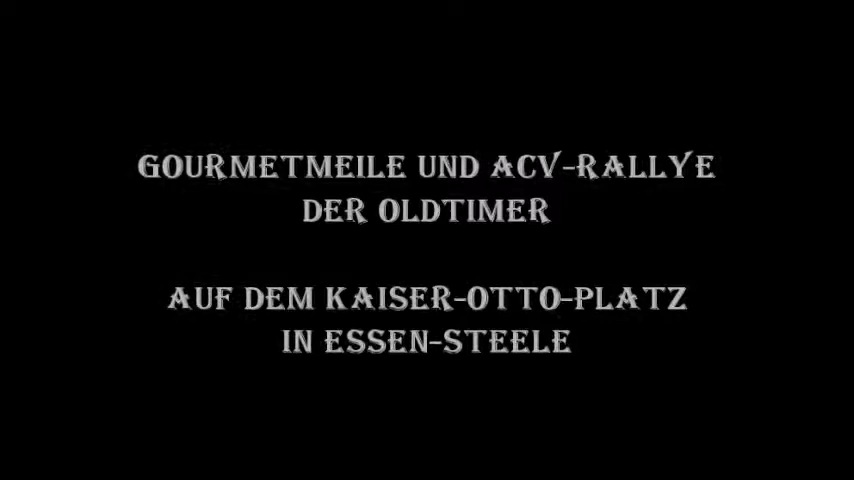 GOURMETMEILE UND ACV-RALLYE
DER OLDTIMER
AUF DEM KAISER-OTTO-PLATZ
IN ESSEN-STEELE